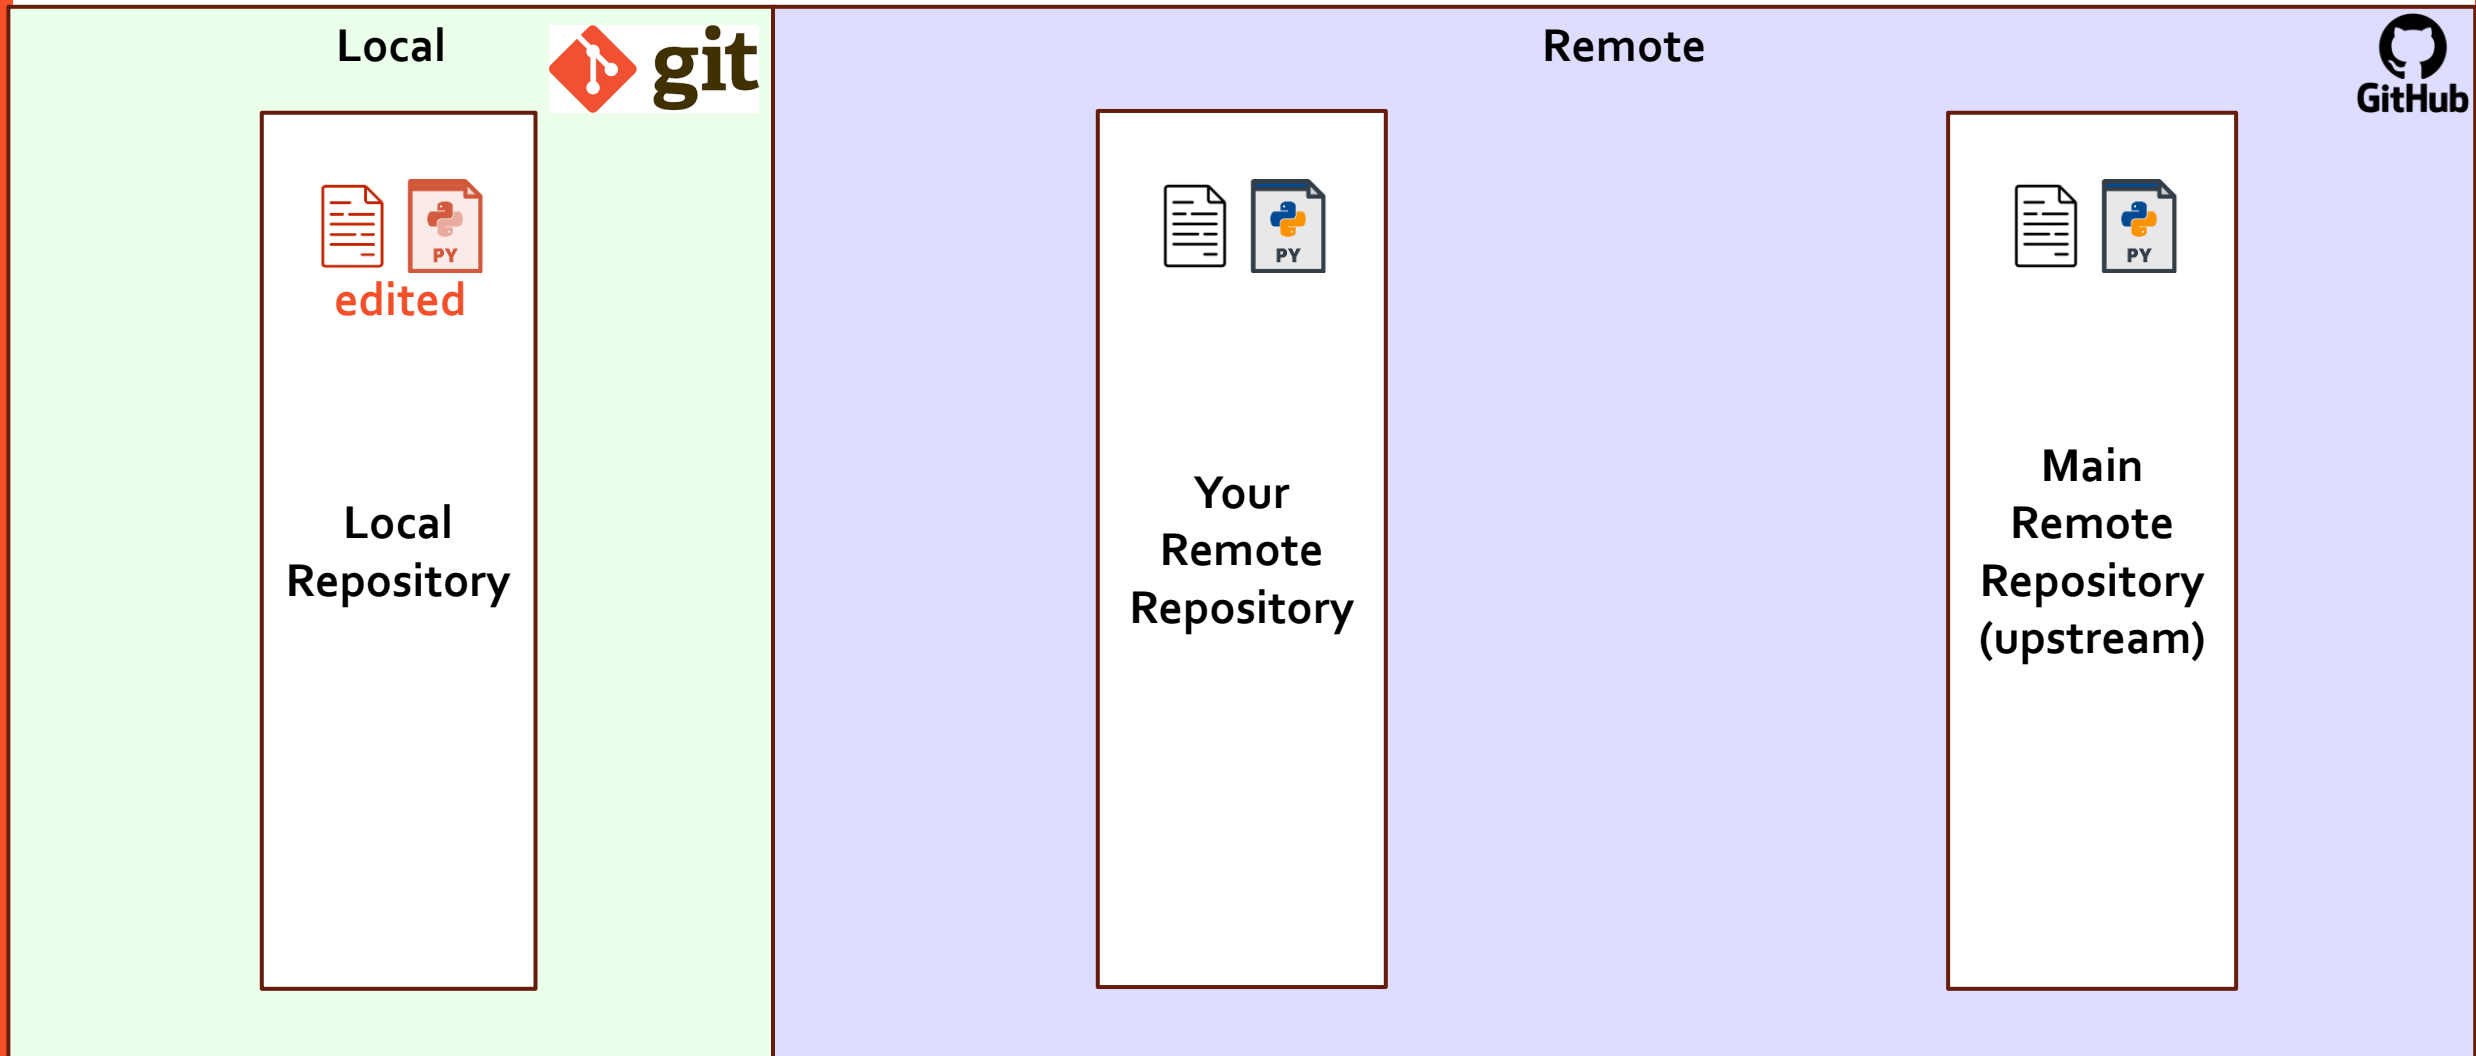 Local
git
Remote
GitHub
PY
edited
Local
Repository
PY
Your
Remote
Repository
PY
Main
Remote
Repository
(upstream)